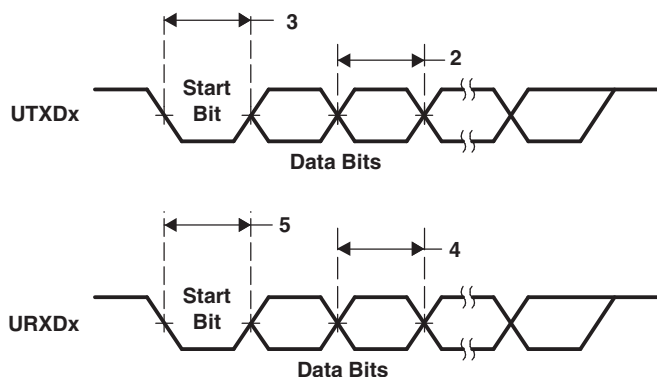 3
2
Start
Bit
UTXDx
Data Bits
5
4
Start
Bit
URXDx
Data Bits